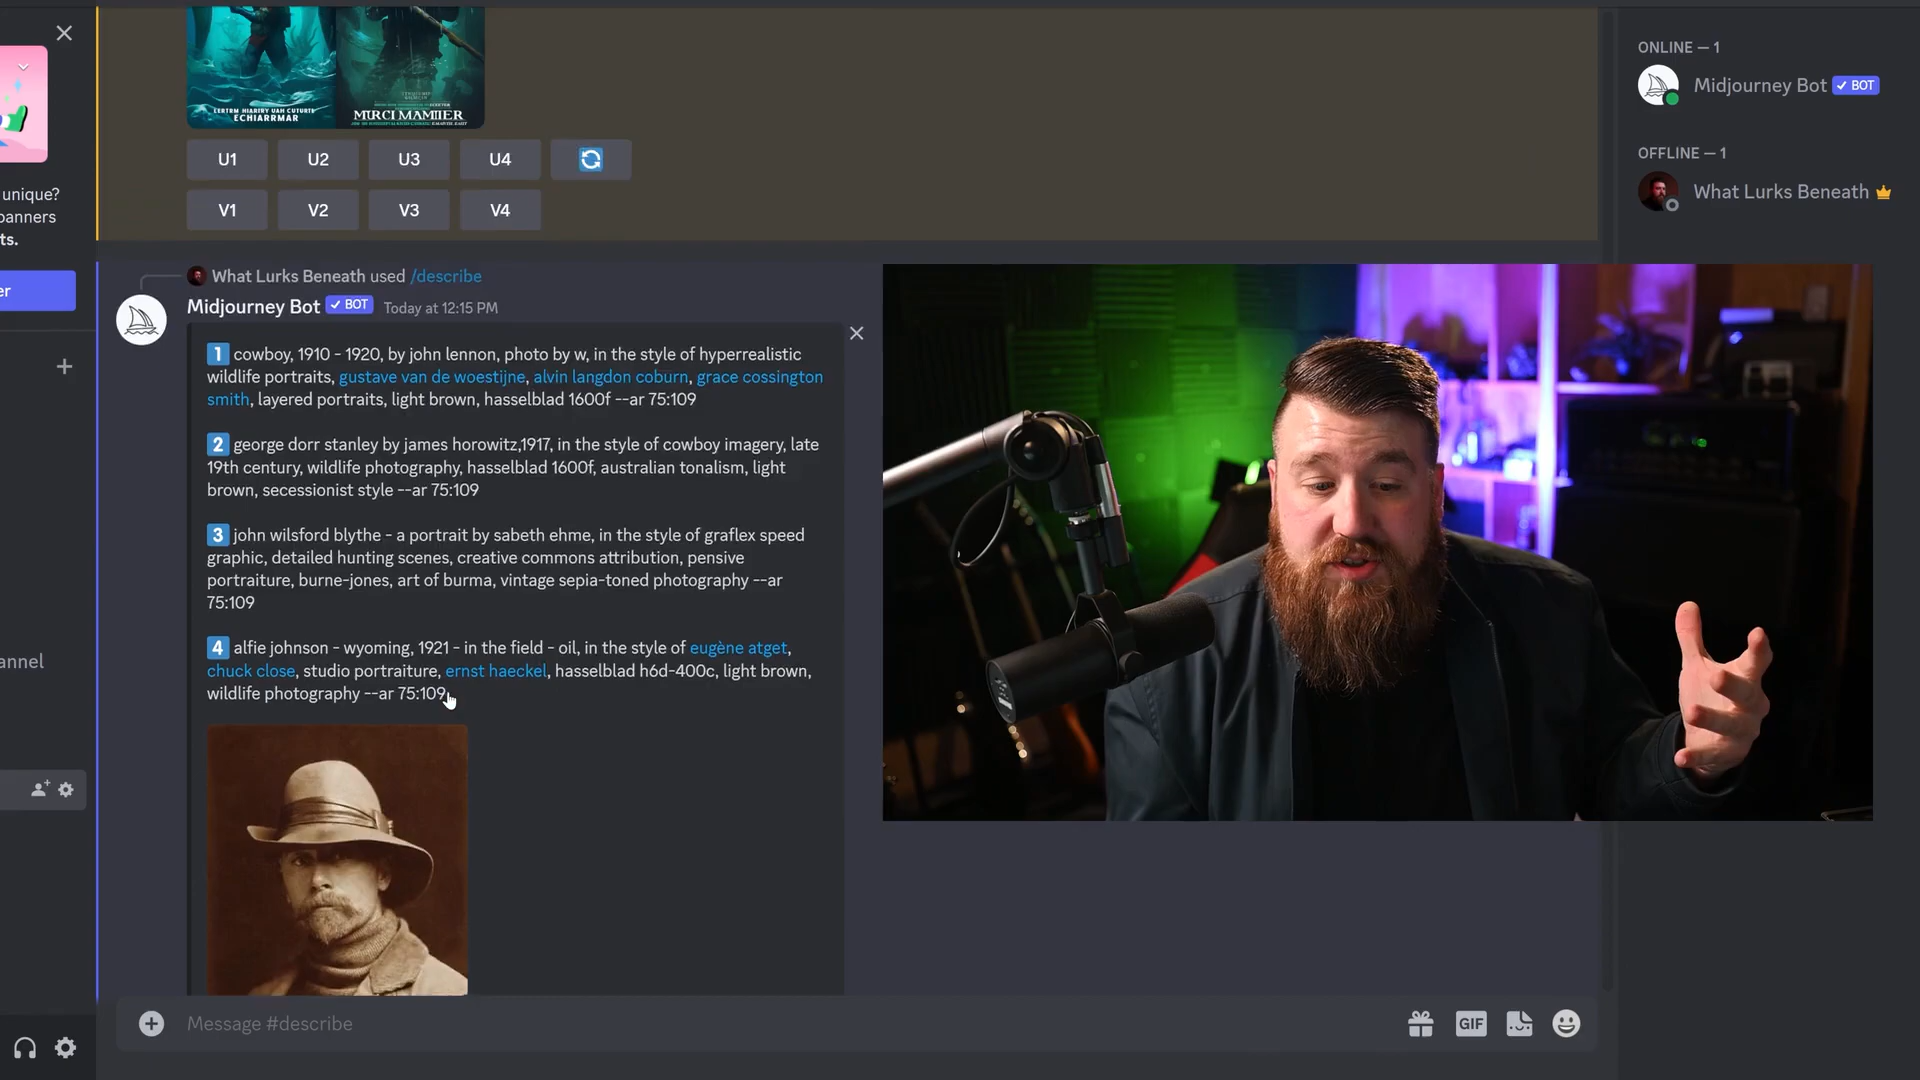 LERTRM HIARIRY UAH CUTURTE
ECHIARRMAR
MIRCI MAMIIER
U1 U2 U3 U4
V1 V2 V3 V4
unique?
banners
ts.
er
What Lurks Beneath used /describe
Midjourney Bot BOT Today at 12:15 PM
1 cowboy, 1910 - 1920, by john lennon, photo by w, in the style of hyperrealistic
wildlife portraits, gustave van de woestijne, alvin langdon coburn, grace cossington
smith, layered portraits, light brown, hasselblad 1600f --ar 75:109
2 george dorr stanley by james horowitz,1917, in the style of cowboy imagery, late
19th century, wildlife photography, hasselblad 1600f, australian tonalism, light
brown, secessionist style --ar 75:109
3 john wilsford blythe - a portrait by sabeth ehme, in the style of graflex speed
graphic, detailed hunting scenes, creative commons attribution, pensive
portraiture, burne-jones, art of burma, vintage sepia-toned photography --ar
75:109
4 alfie johnson - wyoming, 1921 - in the field - oil, in the style of eugène atget,
chuck close, studio portraiture, ernst haeckel, hasselblad h6d-400c, light brown,
wildlife photography --ar 75:109
annel
Message #describe
GIF
ONLINE — 1
Midjourney Bot BOT
OFFLINE — 1
What Lurks Beneath